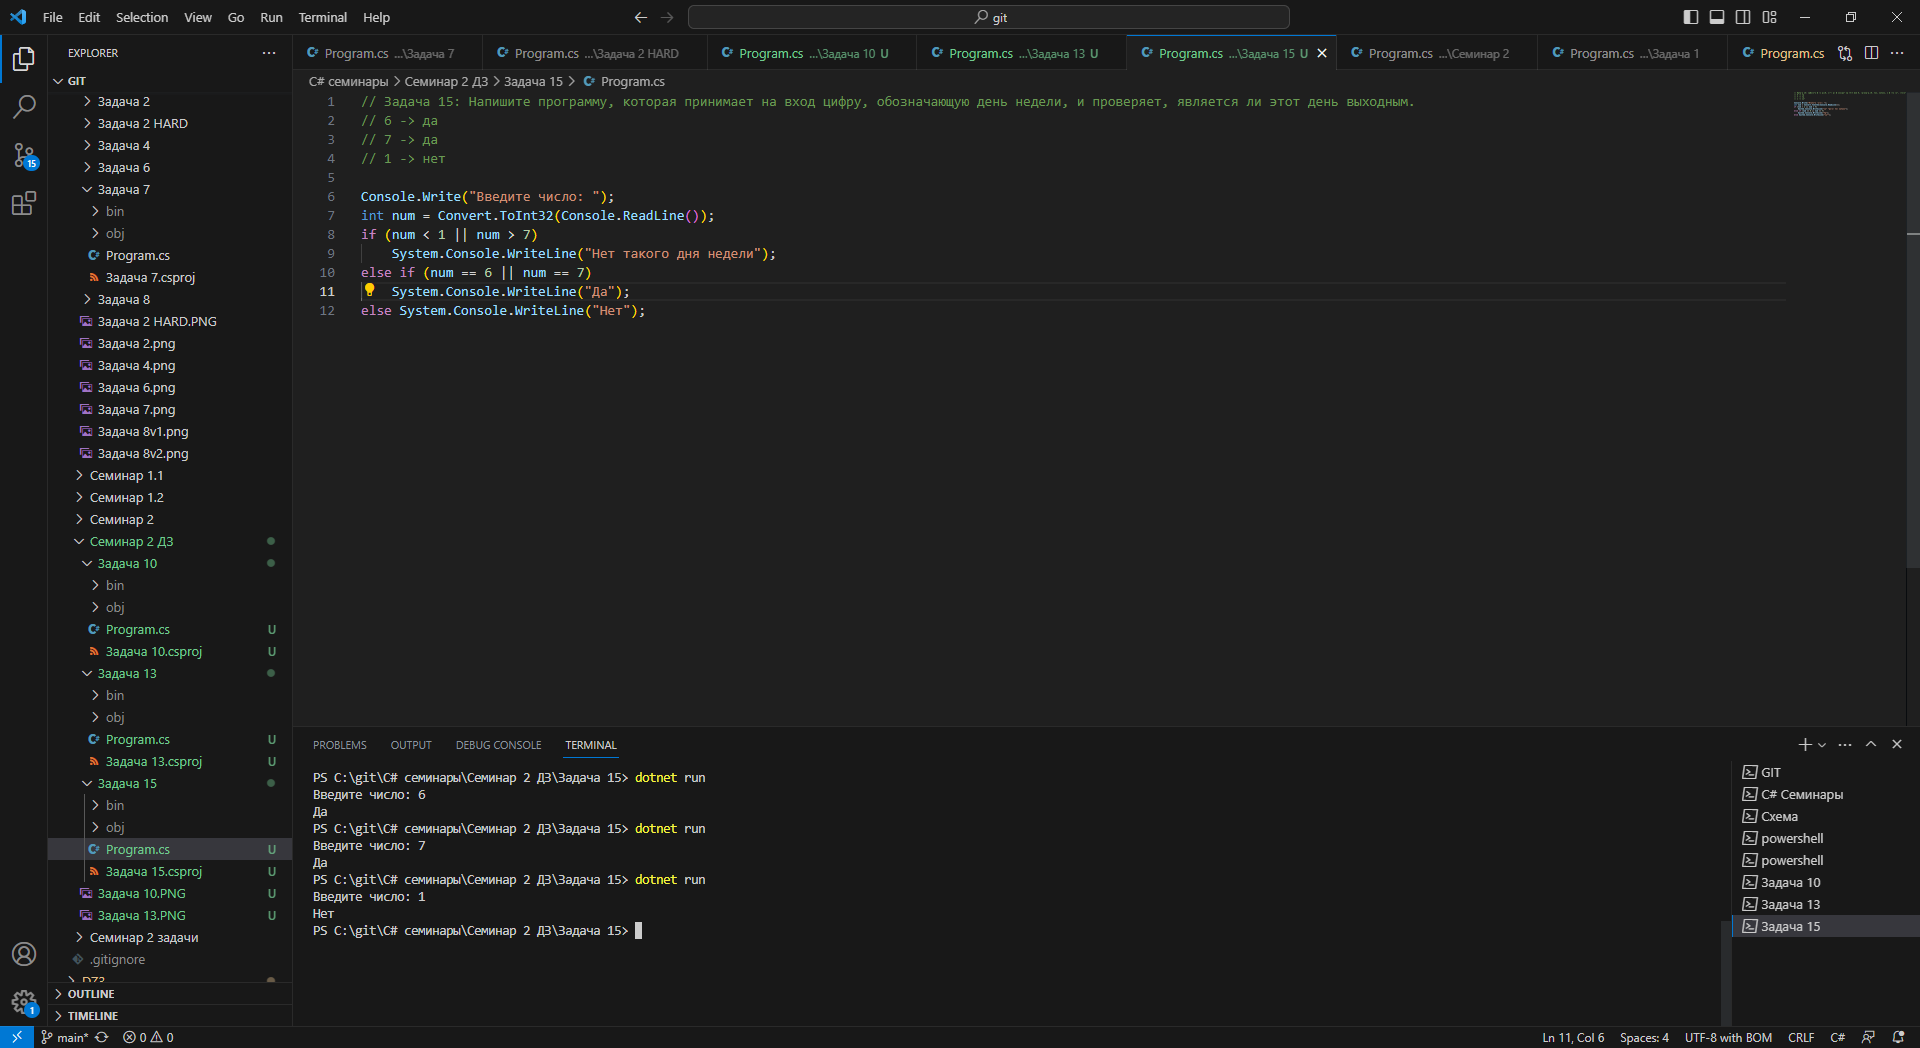 File Edit Selection View Go Run Terminal Help
git
EXPLORER
GIT
Задача 2
Задача 2 HARD
Задача 4
Задача 6
Задача 7
bin
obj
Program.cs
Задача 7.csproj
Задача 8
Задача 2 HARD.PNG
Задача 2.png
Задача 4.png
Задача 6.png
Задача 7.png
Задача 8v1.png
Задача 8v2.png
Семинар 1.1
Семинар 1.2
Семинар 2
Семинар 2 ДЗ
Задача 10
bin
obj
Program.cs U
Задача 10.csproj U
Задача 13
bin
obj
Program.cs U
Задача 13.csproj U
Задача 15
bin
obj
Program.cs U
Задача 15.csproj U
Задача 10.PNG U
Задача 13.PNG U
Семинар 2 задачи
.gitignore
OUTLINE
TIMELINE
15
1
Program.cs ...\Задача 7 Program.cs ...\Задача 2 HARD Program.cs ...\Задача 10 U Program.cs ...\Задача 13 U Program.cs ...\Задача 15 U Program.cs ...\Семинар 2 Program.cs ...\Задача 1 Program.cs
C# семинары > Семинар 2 ДЗ > Задача 15 > Program.cs
1 // Задача 15: Напишите программу, которая принимает на вход цифру, обозначающую день недели, и проверяет, является ли этот день выходным.
2 // 6 -> да
3 // 7 -> да
4 // 1 -> нет
5
6 Console.Write("Введите число: ");
7 int num = Convert.ToInt32(Console.ReadLine());
8 if (num < 1 || num > 7)
9 System.Console.WriteLine("Нет такого дня недели");
10 else if (num == 6 || num == 7)
11 System.Console.WriteLine("Да");
12 else System.Console.WriteLine("Нет");
PROBLEMS OUTPUT DEBUG CONSOLE TERMINAL
PS C:\git\C# семинары\Семинар 2 ДЗ\Задача 15> dotnet run
Введите число: 6
Да
PS C:\git\C# семинары\Семинар 2 ДЗ\Задача 15> dotnet run
Введите число: 7
Да
PS C:\git\C# семинары\Семинар 2 ДЗ\Задача 15> dotnet run
Введите число: 1
Нет
PS C:\git\C# семинары\Семинар 2 ДЗ\Задача 15>
GIT
C# Семинары
Схема
powershell
powershell
Задача 10
Задача 13
Задача 15
main* 0 0 Ln 11, Col 6 Spaces: 4 UTF-8 with BOM CRLF C#